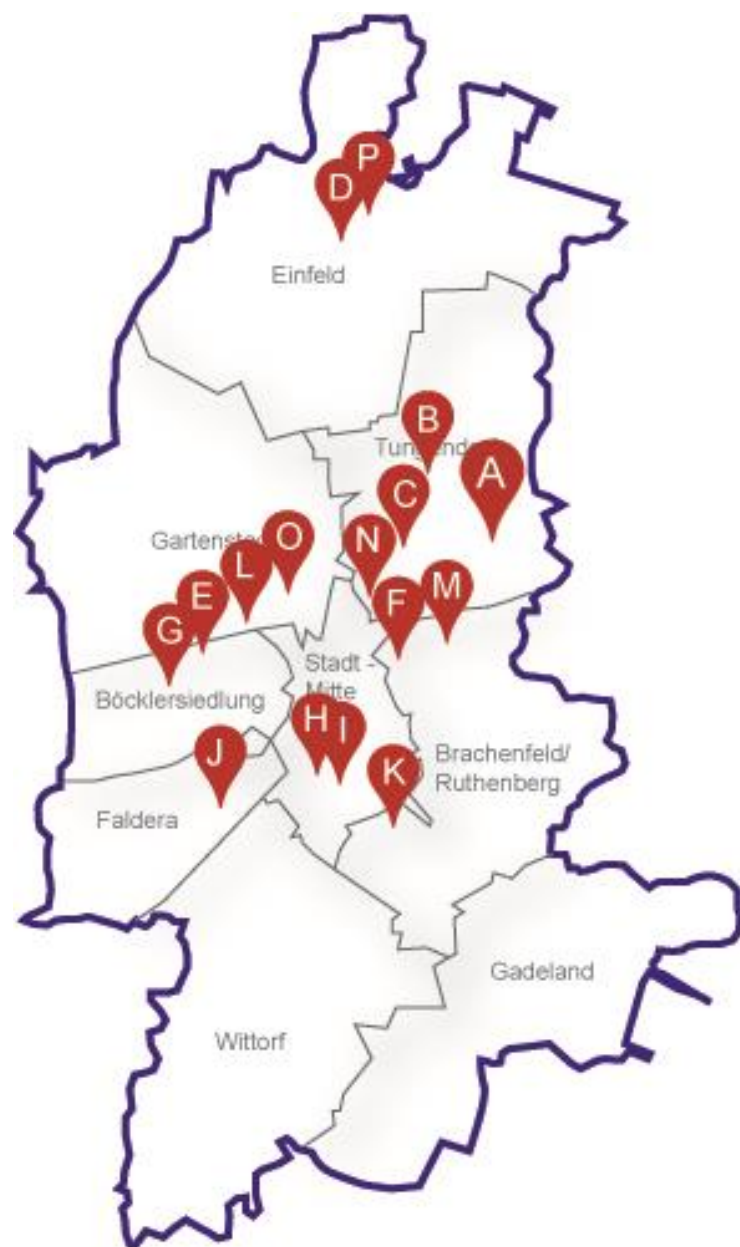 P
D
Einfeld
B
A
C
O
N
L
M
E
F
G
Stadt -
Mitte
Böcklersiedlung
H
I
J
K
Brachenfeld/
Ruthenberg
Faldera
Gadeland
Wittorf